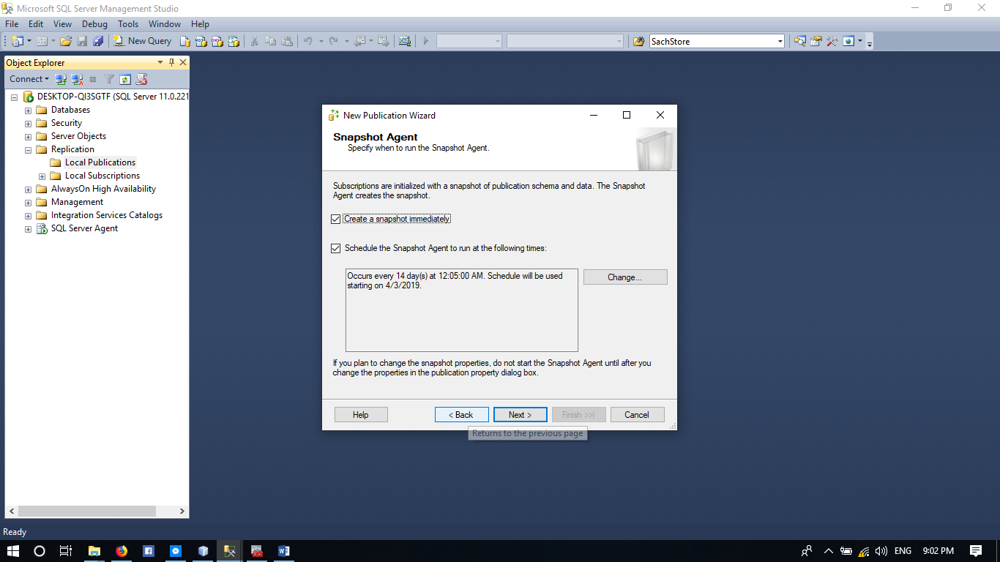 Microsoft SQL Server Management Studio
File Edit View Debug Tools Window Help
New Query
SachStore
Object Explorer
Connect
DESKTOP-QI3SGTF (SQL Server 11.0.221
Databases
Security
Server Objects
Replication
Local Publications
Local Subscriptions
AlwaysOn High Availability
Management
Integration Services Catalogs
SQL Server Agent
New Publication Wizard
Snapshot Agent
Specify when to run the Snapshot Agent.
Subscriptions are initialized with a snapshot of publication schema and data. The Snapshot
Agent creates the snapshot.
Create a snapshot immediately
Schedule the Snapshot Agent to run at the following times:
Occurs every 14 day(s) at 12:05:00 AM. Schedule will be used
starting on 4/3/2019.
Change...
If you plan to change the snapshot properties, do not start the Snapshot Agent until after you
change the properties in the publication property dialog box.
Help < Back Next > Finish >>| Cancel
Returns to the previous page
Ready
ENG 9:02 PM